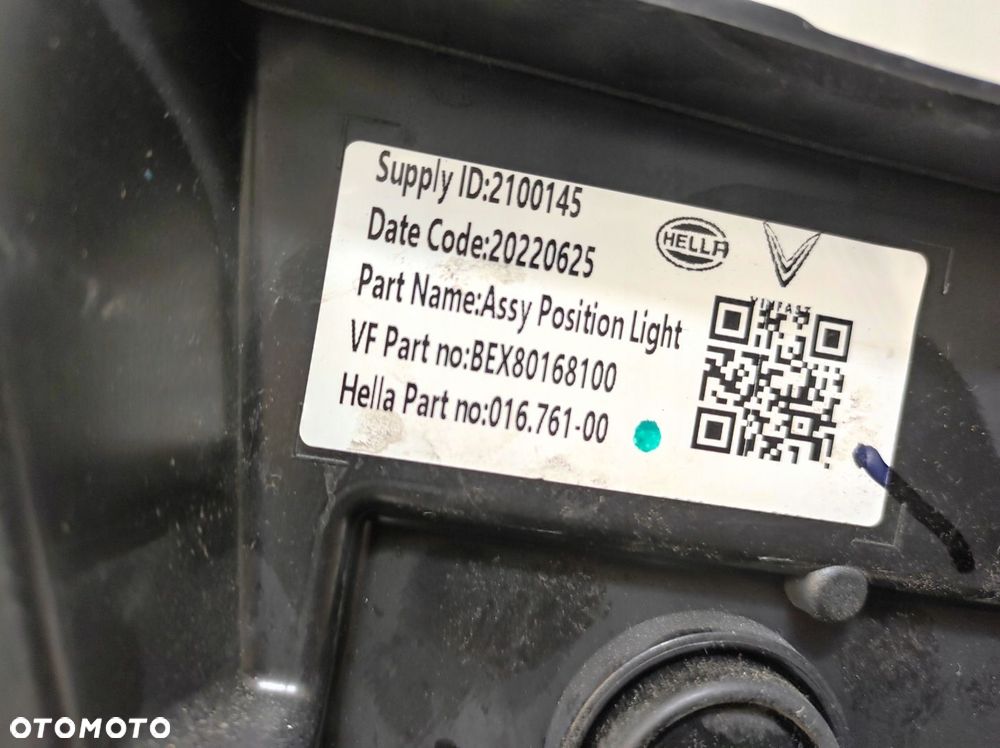 Supply ID:2100145
Date Code:20220625
Part Name:Assy Position Light
VF Part no:BEX80168100
Hella Part no:016.761-00
HELLA
VINFAST
OTOMOTO